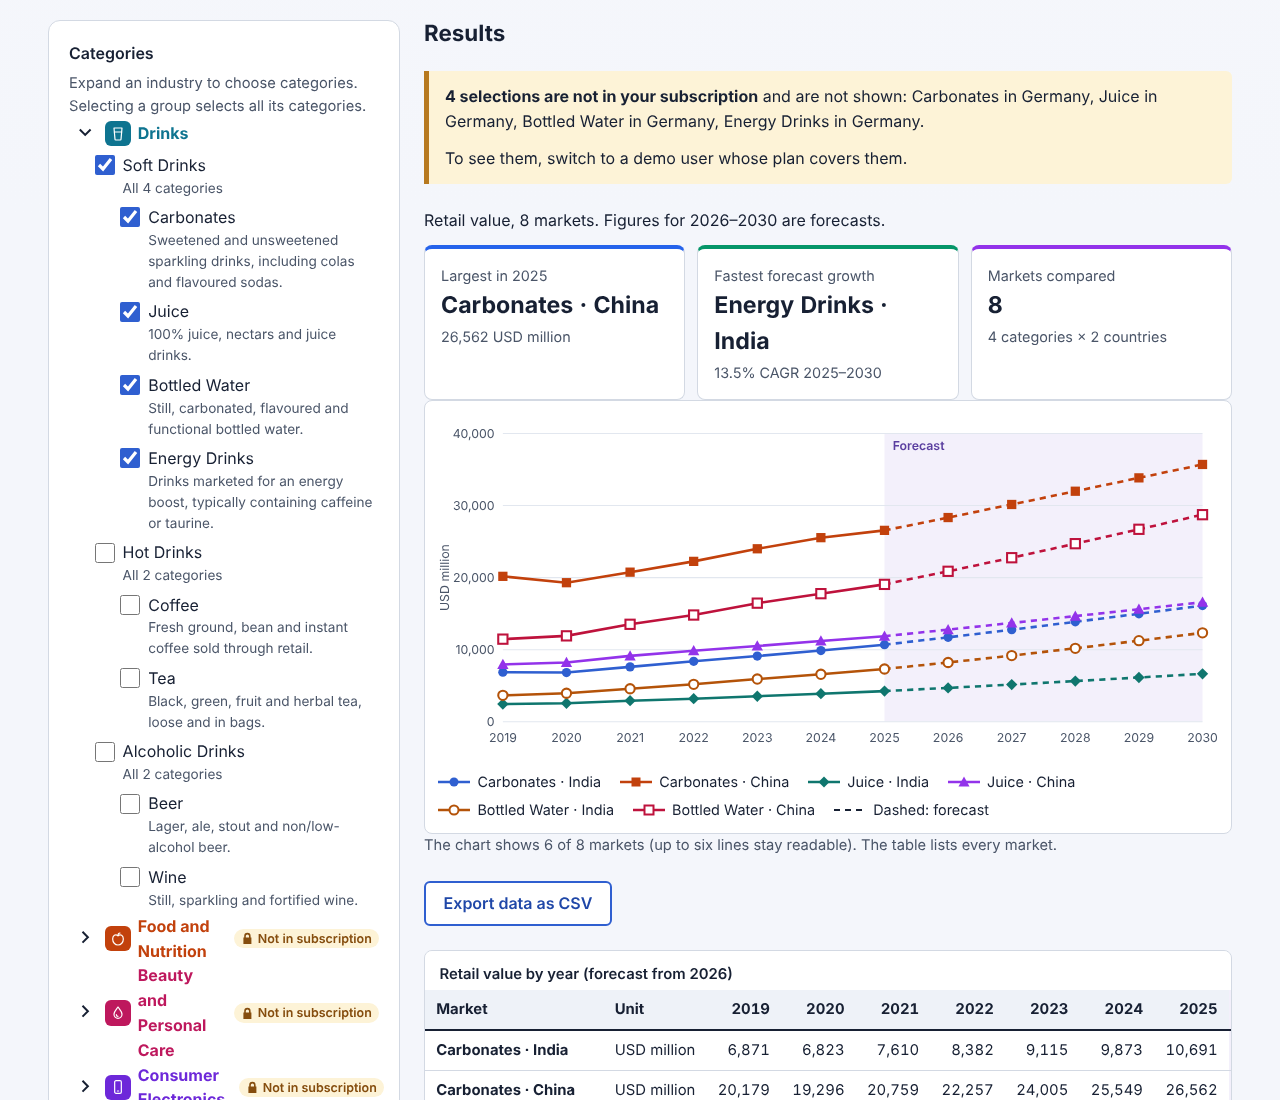 Categories
Expand an industry to choose categories.
Selecting a group selects all its categories.
Drinks
Soft Drinks
All 4 categories
Carbonates
Sweetened and unsweetened
sparkling drinks, including colas
and flavoured sodas.
Juice
100% juice, nectars and juice
drinks.
Bottled Water
Still, carbonated, flavoured and
functional bottled water.
Energy Drinks
Drinks marketed for an energy
boost, typically containing caffeine
or taurine.
Hot Drinks
All 2 categories
Coffee
Fresh ground, bean and instant
coffee sold through retail.
Tea
Black, green, fruit and herbal tea,
loose and in bags.
Alcoholic Drinks
All 2 categories
Beer
Lager, ale, stout and non/low-
alcohol beer.
Wine
Still, sparkling and fortified wine.
Food and
Nutrition
Not in subscription
Beauty
and
Personal
Care
Not in subscription
Consumer
Electronics
Not in subscription
Results
4 selections are not in your subscription and are not shown: Carbonates in Germany, Juice in
Germany, Bottled Water in Germany, Energy Drinks in Germany.
To see them, switch to a demo user whose plan covers them.
Retail value, 8 markets. Figures for 2026–2030 are forecasts.
Largest in 2025
Carbonates · China
26,562 USD million
Fastest forecast growth
Energy Drinks ·
India
13.5% CAGR 2025–2030
Markets compared
8
4 categories × 2 countries
USD million
40,000
30,000
20,000
10,000
0
Forecast
2019 2020 2021 2022 2023 2024 2025 2026 2027 2028 2029 2030
Carbonates · India Carbonates · China Juice · India Juice · China
Bottled Water · India Bottled Water · China Dashed: forecast
The chart shows 6 of 8 markets (up to six lines stay readable). The table lists every market.
Export data as CSV
Retail value by year (forecast from 2026)
Market Unit 2019 2020 2021 2022 2023 2024 2025
Carbonates · India USD million 6,871 6,823 7,610 8,382 9,115 9,873 10,691
Carbonates · China USD million 20,179 19,296 20,759 22,257 24,005 25,549 26,562